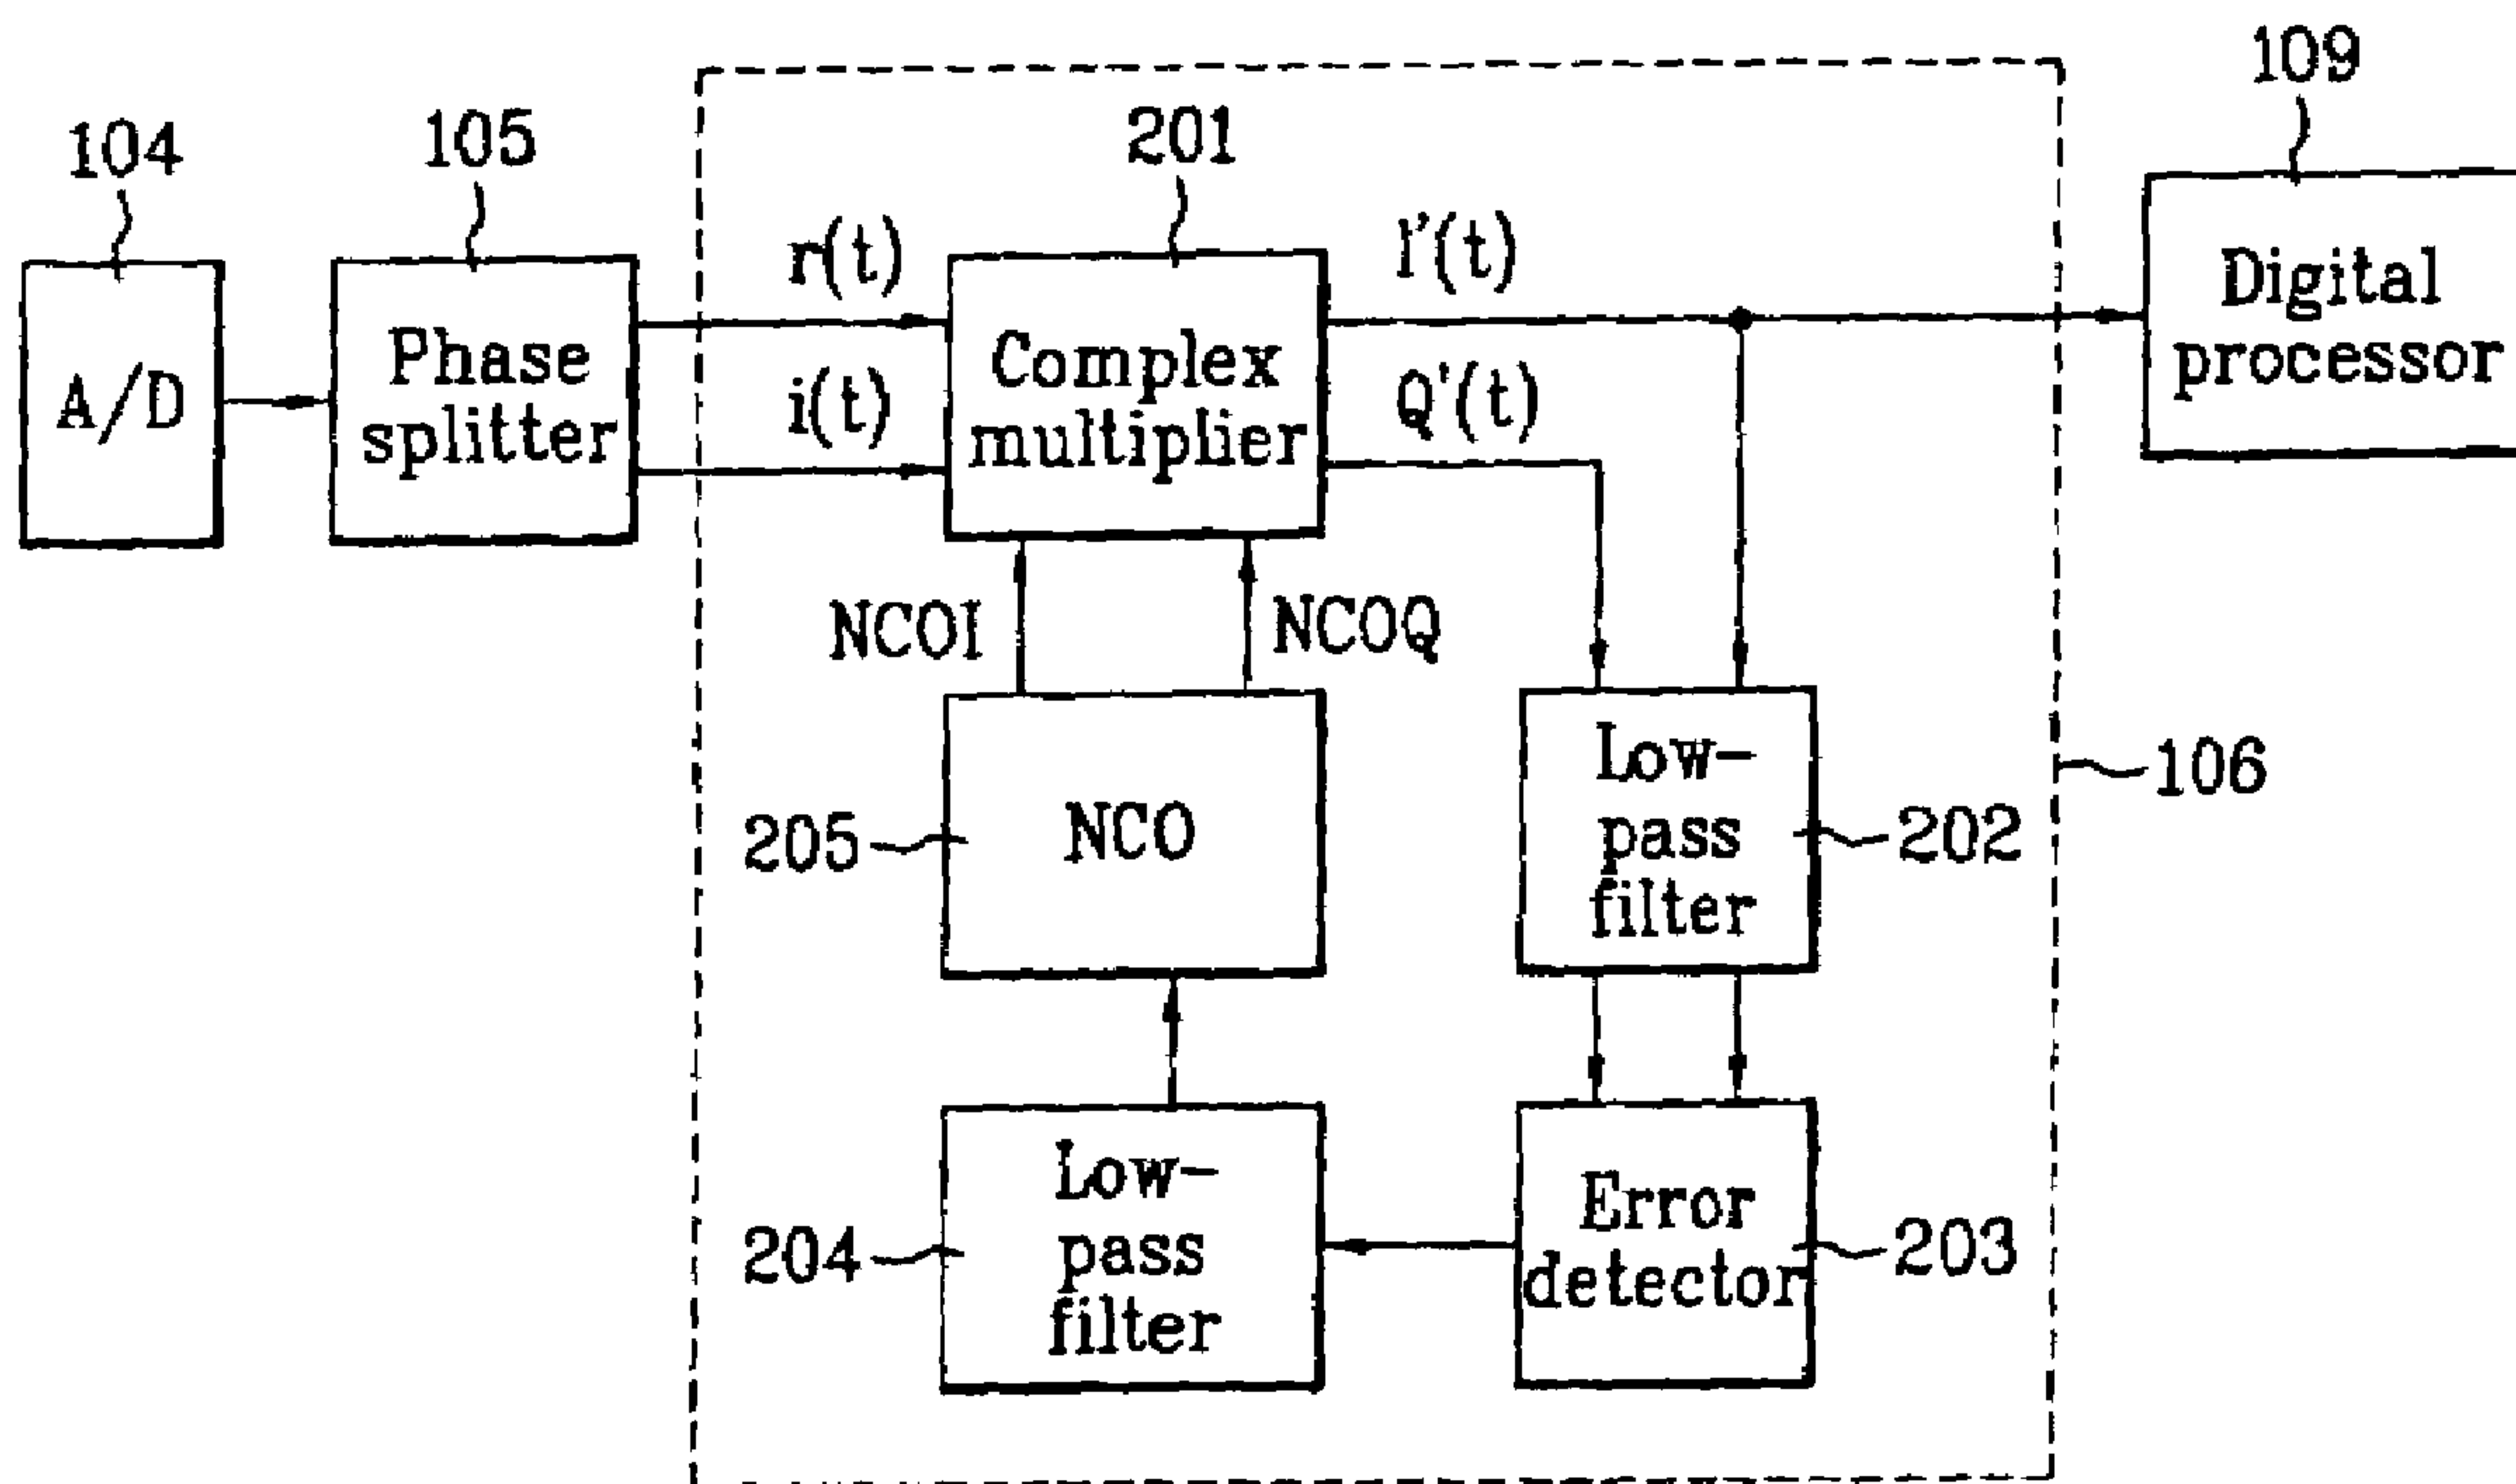 109
104
105
201
r(t)
I'(t)
A/D
Phase
splitter
i(t)
Complex
multiplier
Q'(t)
Digital
processor
NCOI
NCOQ
205
NCO
Low-
pass
filter
202
106
204
Low-
pass
filter
Error
detector
203